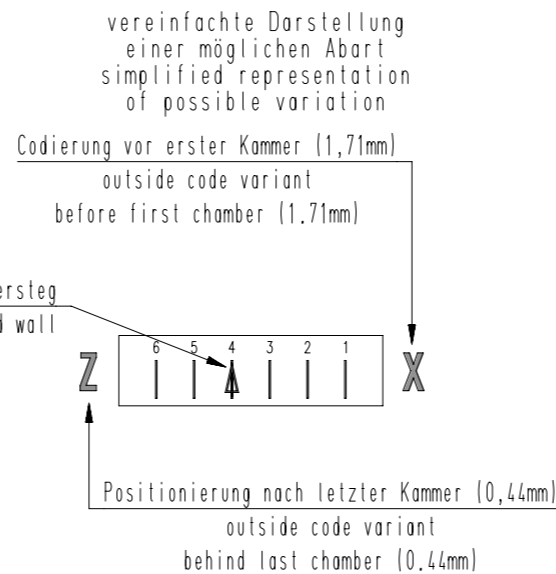 vereinfachte Darstellung
einer möglichen Abart
simplified representation
of possible variation
Codierung vor erster Kammer (1,71mm)
outside code variant
before first chamber (1.71mm)
wall
6 5 4 3 2 1
Z X
Positionierung nach letzter Kammer (0,44mm)
outside code variant
behind last chamber (0.44mm)